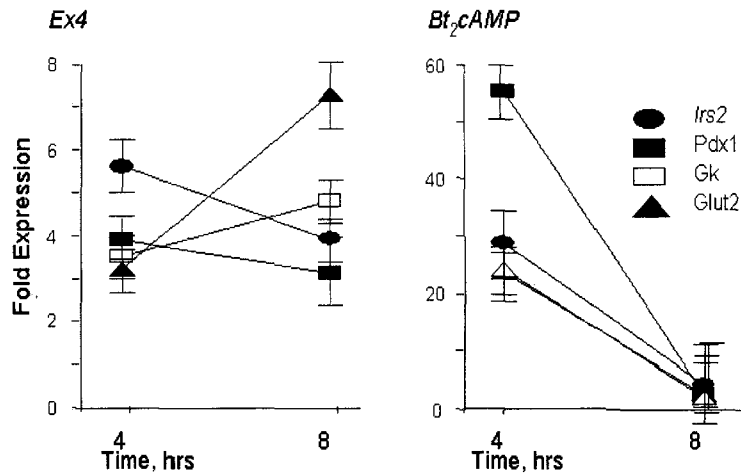 Ex4
8
6
4
2
0
Fold Expression
4
8
Time, hrs
Bt₂cAMP
60
40
20
0
4
8
Time, hrs
Irs2
Pdx1
Gk
Glut2